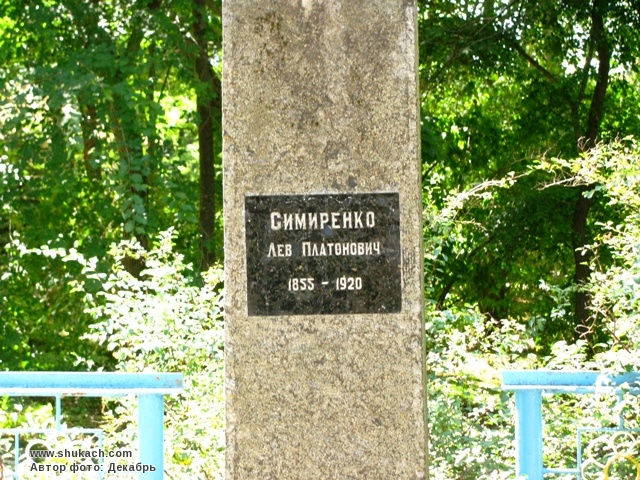 Симиренко
Лев Платонович
1855 - 1920
www.shukach.com
Автор фото: Декабрь